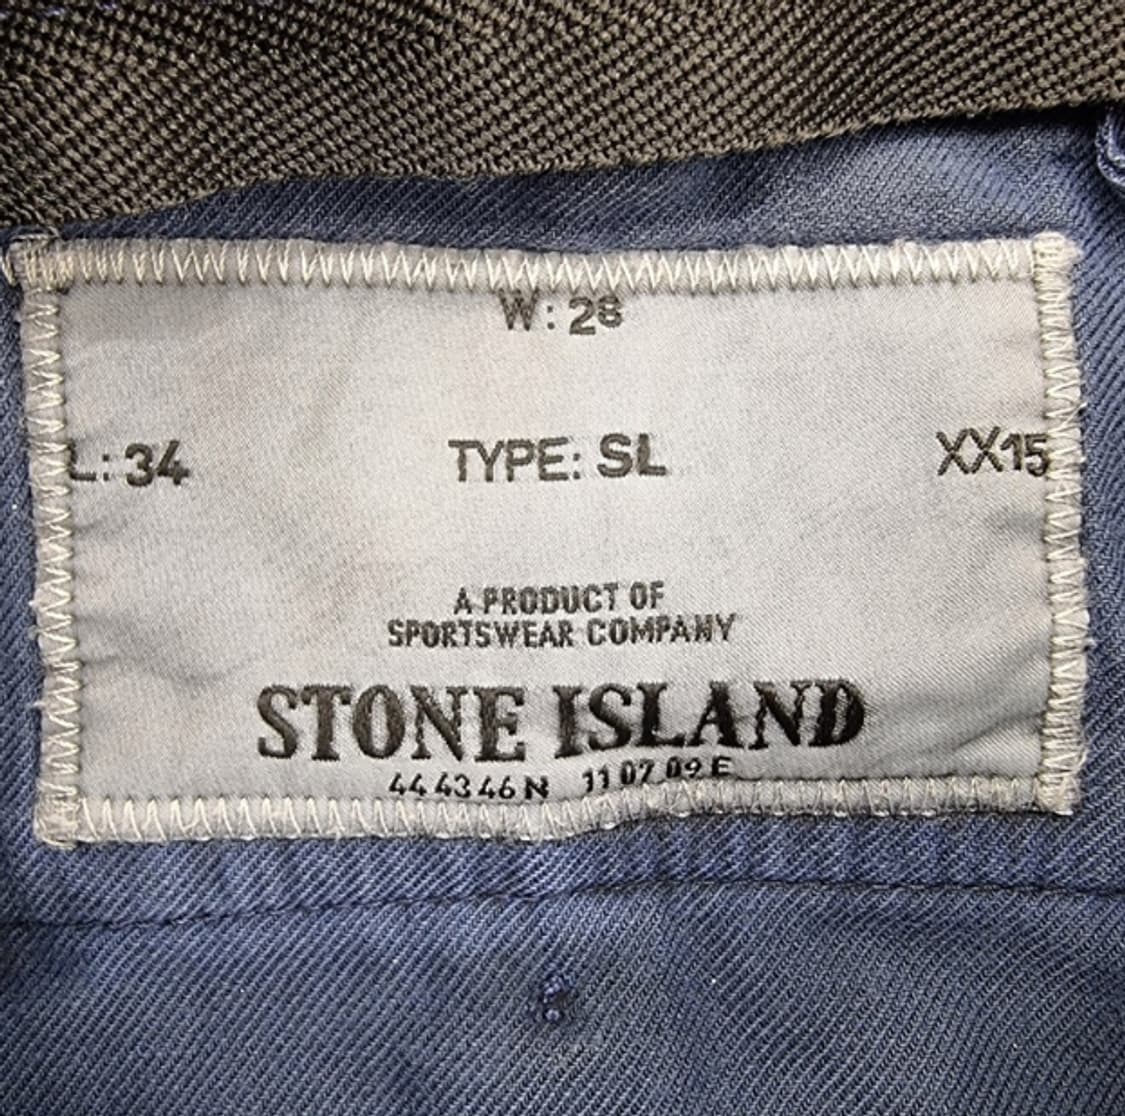 W: 28
L: 34 TYPE: SL XX15
A PRODUCT OF
SPORTSWEAR COMPANY
STONE ISLAND
44 43 46 N 11 07 09 E